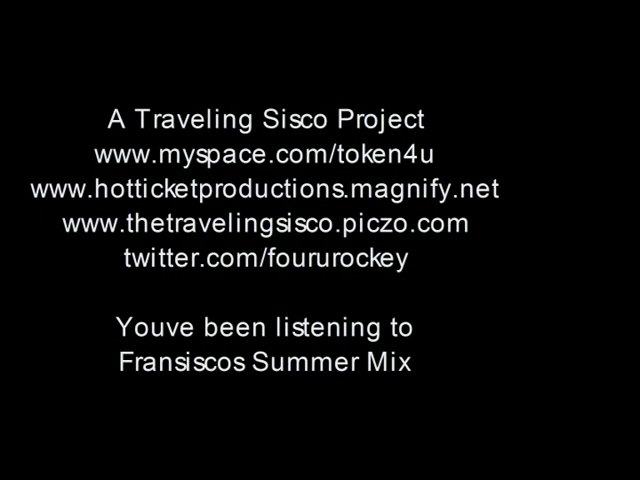 A Traveling Sisco Project
www.myspace.com/token4u
www.hotticketproductions.magnify.net
www.thetravelingsisco.piczo.com
twitter.com/foururockey
Youve been listening to
Fransiscos Summer Mix